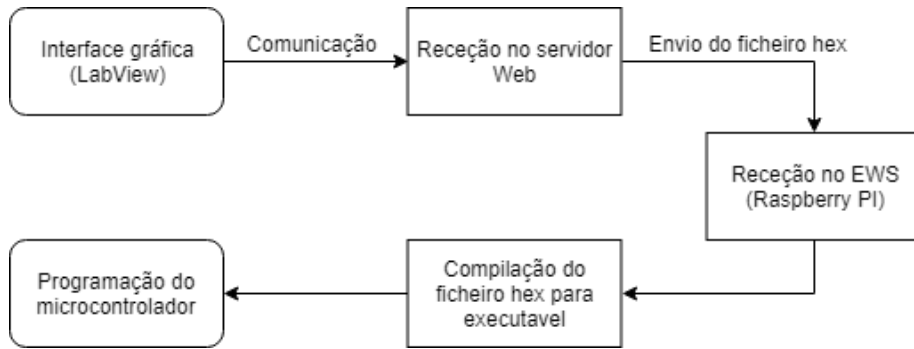 Interface gráfica
(LabView)
Comunicação
Receção no servidor
Web
Envio do ficheiro hex
Receção no EWS
(Raspberry PI)
Compilação do
ficheiro hex para
executavel
Programação do
microcontrolador